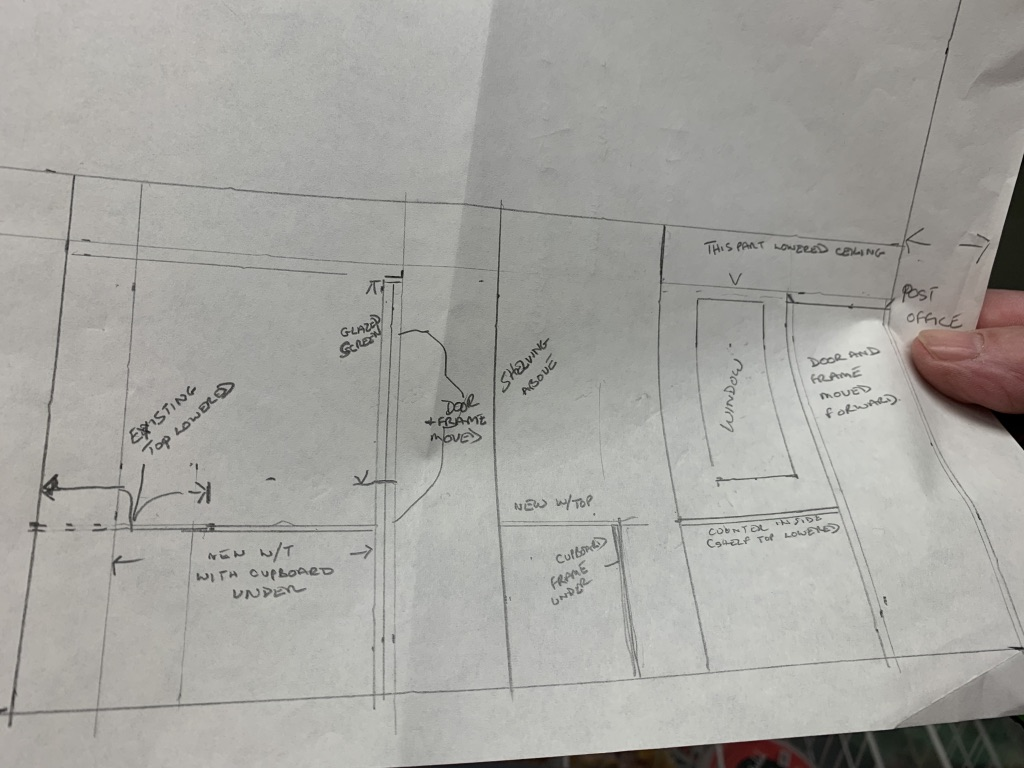 THIS PART LOWERED CEILING
POST
OFFICE
GLAZED
SCREEN
SHELVING
ABOVE
WINDOW
DOOR AND
FRAME
MOVED
FORWARD.
EXISTING
TOP LOWERED
DOOR
+ FRAME
MOVED
NEW W/TOP
COUNTER INSIDE
(SHELF TOP LOWERED)
CUPBOARD
FRAME
UNDER
NEW W/T
WITH CUPBOARD
UNDER